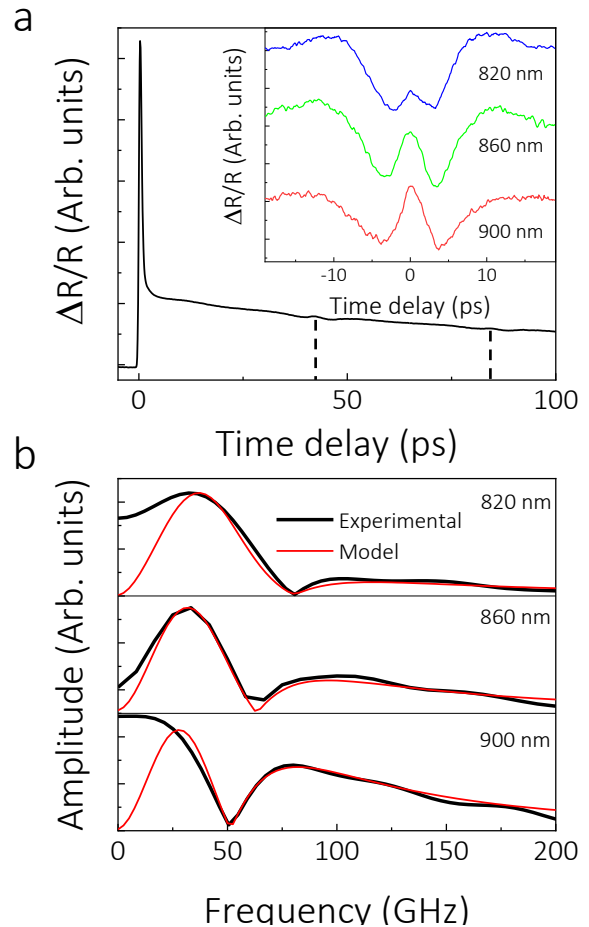 a
ΔR/R (Arb. units)
820 nm
860 nm
900 nm
-10 0 10
Time delay (ps)
ΔR/R (Arb. units)
0 50 100
Time delay (ps)
b
820 nm
Experimental
Model
860 nm
900 nm
Amplitude (Arb. units)
0 50 100 150 200
Frequency (GHz)